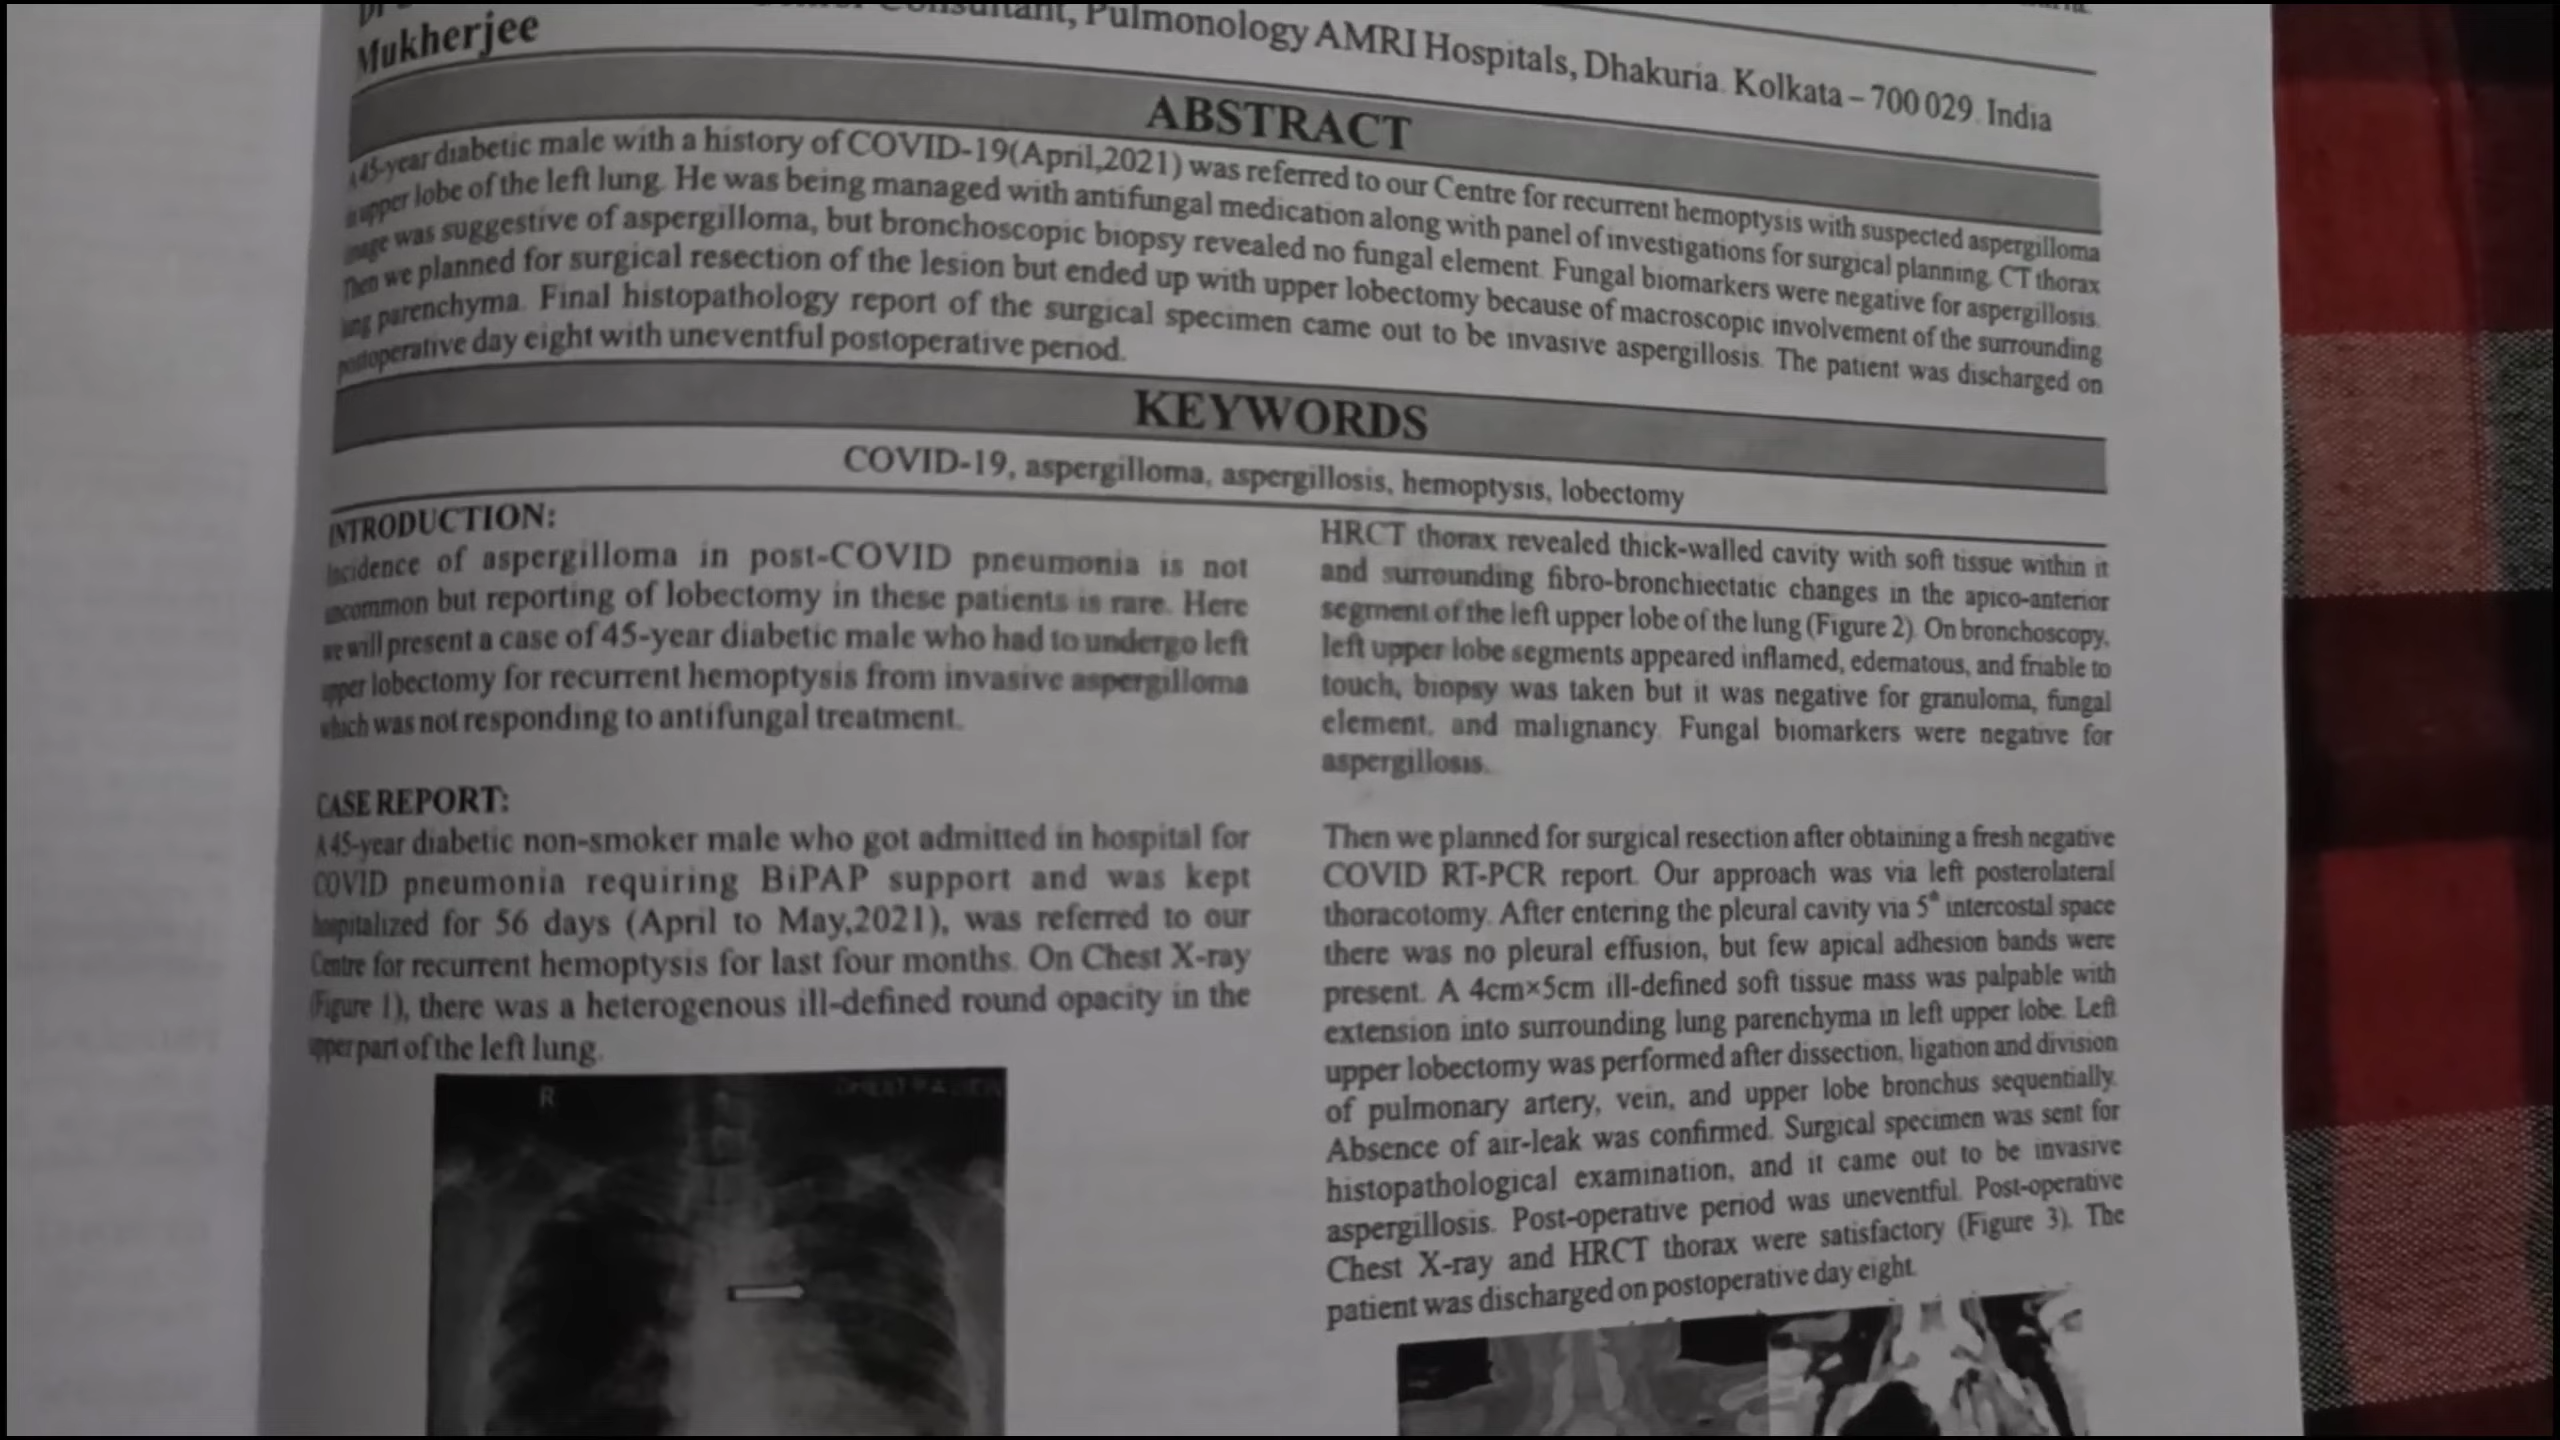 Mukherjee
Consultant, Pulmonology AMRI Hospitals, Dhakuria. Kolkata – 700 029. India
ABSTRACT
A 45-year diabetic male with a history of COVID-19(April,2021) was referred to our Centre for recurrent hemoptysis with suspected aspergilloma
in upper lobe of the left lung. He was being managed with antifungal medication along with panel of investigations for surgical planning. CT thorax
image was suggestive of aspergilloma, but bronchoscopic biopsy revealed no fungal element. Fungal biomarkers were negative for aspergillosis.
Then we planned for surgical resection of the lesion but ended up with upper lobectomy because of macroscopic involvement of the surrounding
lung parenchyma. Final histopathology report of the surgical specimen came out to be invasive aspergillosis. The patient was discharged on
postoperative day eight with uneventful postoperative period.
KEYWORDS
COVID-19, aspergilloma, aspergillosis, hemoptysis, lobectomy
INTRODUCTION:
Incidence of aspergilloma in post-COVID pneumonia is not
uncommon but reporting of lobectomy in these patients is rare. Here
we will present a case of 45-year diabetic male who had to undergo left
upper lobectomy for recurrent hemoptysis from invasive aspergilloma
which was not responding to antifungal treatment.
CASE REPORT:
A 45-year diabetic non-smoker male who got admitted in hospital for
COVID pneumonia requiring BiPAP support and was kept
hospitalized for 56 days (April to May,2021), was referred to our
Centre for recurrent hemoptysis for last four months. On Chest X-ray
(Figure 1), there was a heterogenous ill-defined round opacity in the
upper part of the left lung.
R
HRCT thorax revealed thick-walled cavity with soft tissue within it
and surrounding fibro-bronchiectatic changes in the apico-anterior
segment of the left upper lobe of the lung (Figure 2). On bronchoscopy,
left upper lobe segments appeared inflamed, edematous, and friable to
touch, biopsy was taken but it was negative for granuloma, fungal
element, and malignancy. Fungal biomarkers were negative for
aspergillosis.
Then we planned for surgical resection after obtaining a fresh negative
COVID RT-PCR report. Our approach was via left posterolateral
thoracotomy. After entering the pleural cavity via 5th intercostal space
there was no pleural effusion, but few apical adhesion bands were
present. A 4cm×5cm ill-defined soft tissue mass was palpable with
extension into surrounding lung parenchyma in left upper lobe. Left
upper lobectomy was performed after dissection, ligation and division
of pulmonary artery, vein, and upper lobe bronchus sequentially.
Absence of air-leak was confirmed. Surgical specimen was sent for
histopathological examination, and it came out to be invasive
aspergillosis. Post-operative period was uneventful. Post-operative
Chest X-ray and HRCT thorax were satisfactory (Figure 3). The
patient was discharged on postoperative day eight.